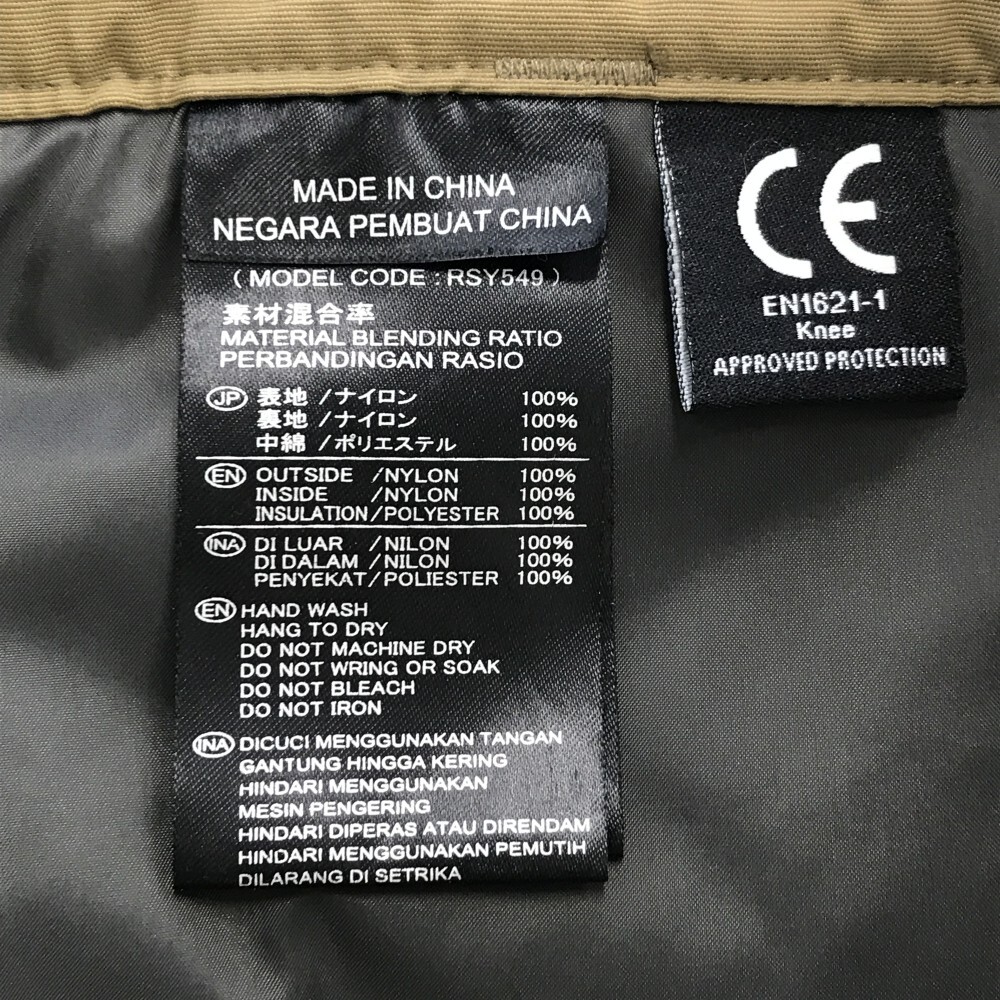 MADE IN CHINA
NEGARA PEMBUAT CHINA
(MODEL CODE : RSY549)
素材混合率
MATERIAL BLENDING RATIO
PERBANDINGAN RASIO
JP 表地 /ナイロン 100%
裏地 /ナイロン 100%
中綿 /ポリエステル 100%
EN OUTSIDE /NYLON 100%
INSIDE /NYLON 100%
INSULATION/POLYESTER 100%
INA DI LUAR /NILON 100%
DI DALAM /NILON 100%
PENYEKAT/POLIESTER 100%
EN HAND WASH
HANG TO DRY
DO NOT MACHINE DRY
DO NOT WRING OR SOAK
DO NOT BLEACH
DO NOT IRON
INA DICUCI MENGGUNAKAN TANGAN
GANTUNG HINGGA KERING
HINDARI MENGGUNAKAN
MESIN PENGERING
HINDARI DIPERAS ATAU DIRENDAM
HINDARI MENGGUNAKAN PEMUTIH
DILARANG DI SETRIKA
CE
EN1621-1
Knee
APPROVED PROTECTION